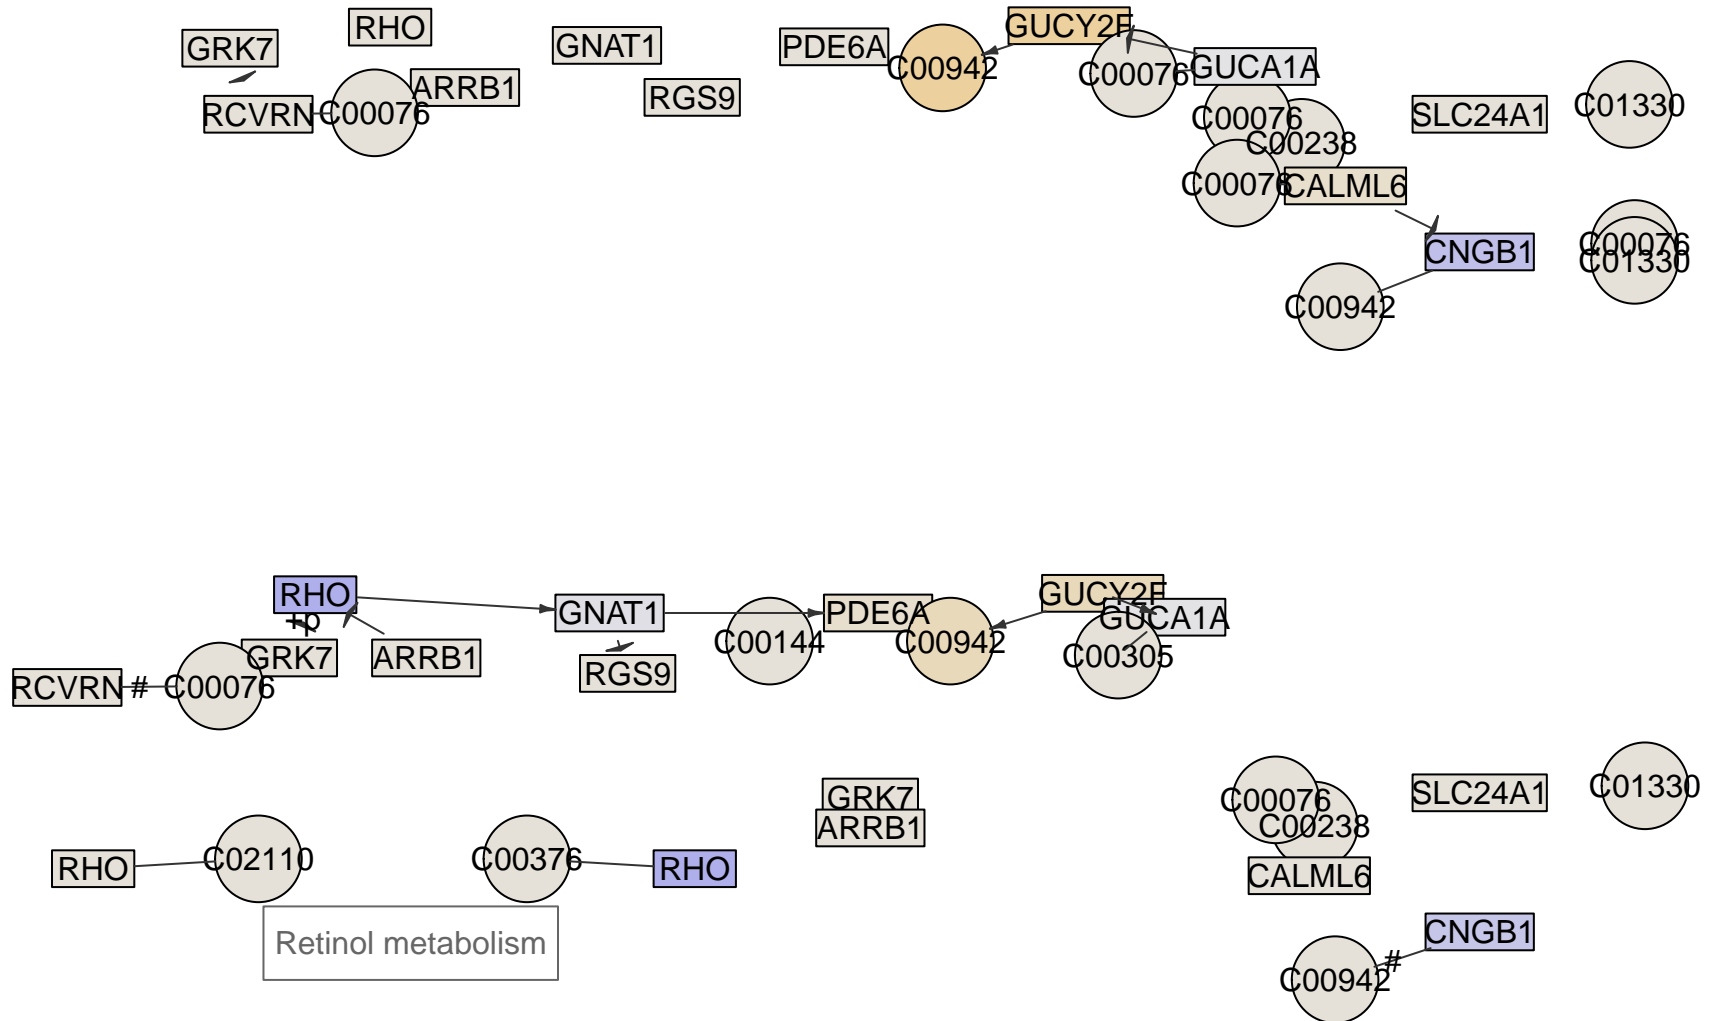 RHO
GRK7
GNAT1
PDE6A
C00942
GUCY2F
C00076
GUCA1A
ARRB1
RCVRN
C00076
RGS9
C00076
C00238
SLC24A1
C01330
C00076
CALML6
CNGB1
C00076
C01330
C00942
RHO
+p
GNAT1
PDE6A
GUCY2F
GUCA1A
C00144
C00942
C00305
GRK7
ARRB1
RGS9
RCVRN
#
C00076
GRK7
ARRB1
C00076
C00238
SLC24A1
C01330
RHO
C02110
C00376
RHO
CALML6
Retinol metabolism
CNGB1
#
C00942